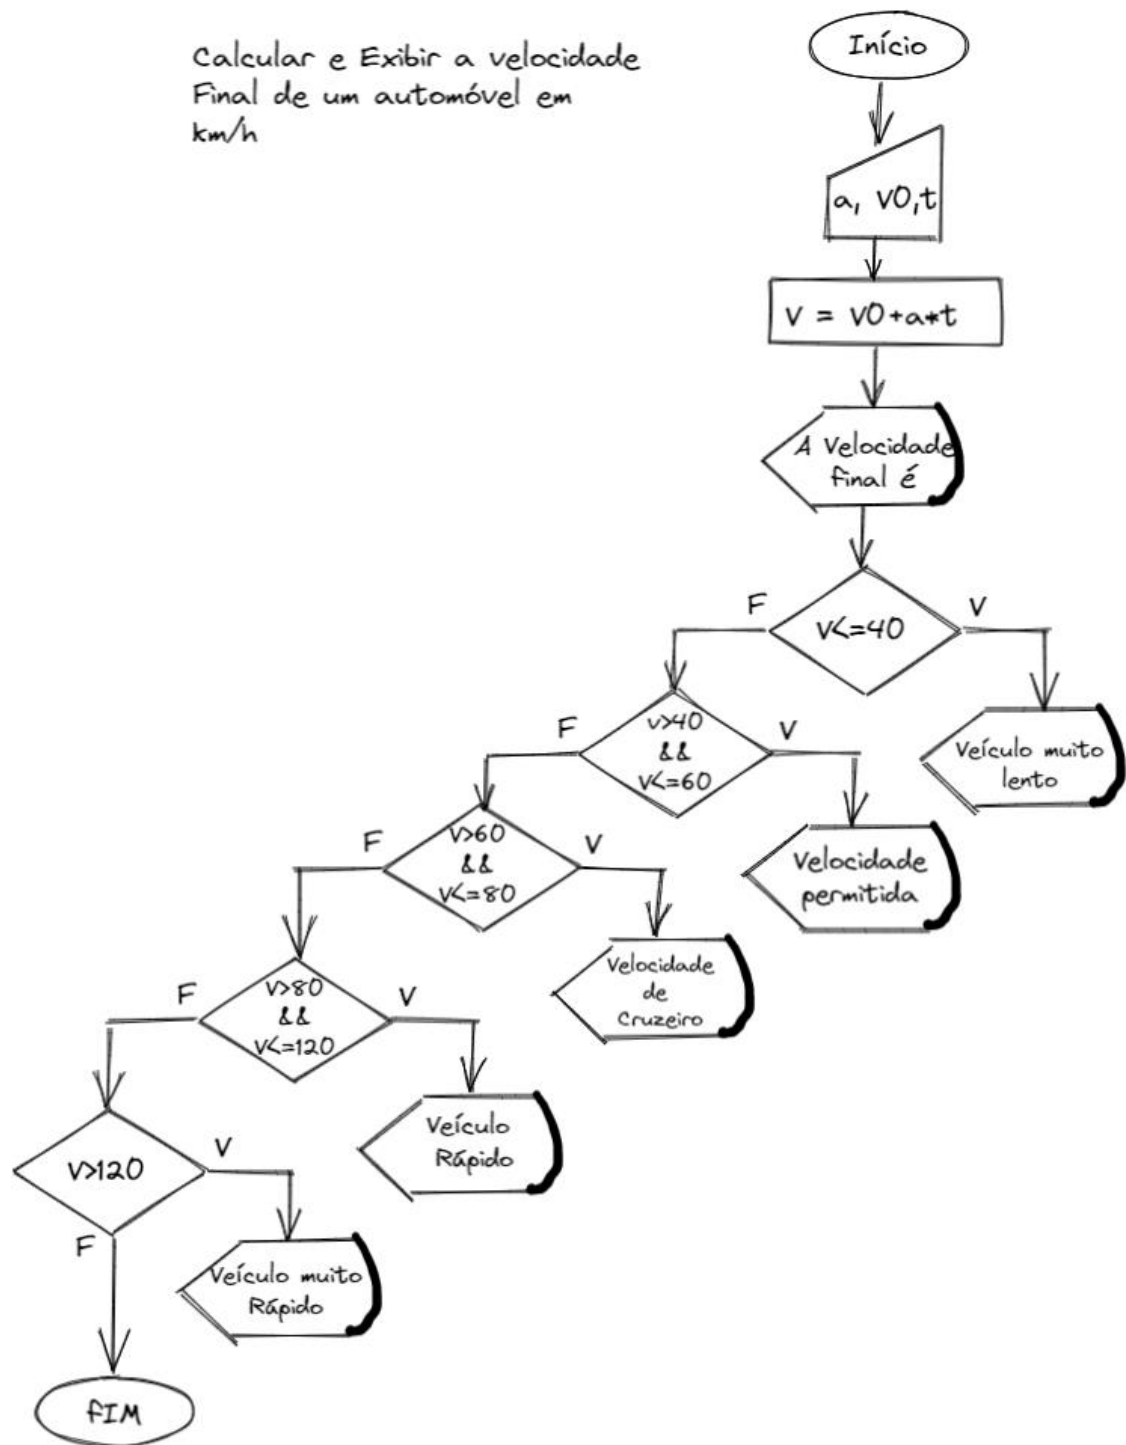 Calcular e Exibir a velocidade
Final de um automóvel em
km/h
Início
a, V0,t
V = V0+a*t
A Velocidade
final é
F
V<=40
V
F
v>40
&&
V<=60
V
Veículo muito
lento
F
V>60
&&
V<=80
V
Velocidade
permitida
F
V>80
&&
V<=120
V
Velocidade
de
Cruzeiro
V>120
V
F
Veículo
Rápido
Veículo muito
Rápido
fIM